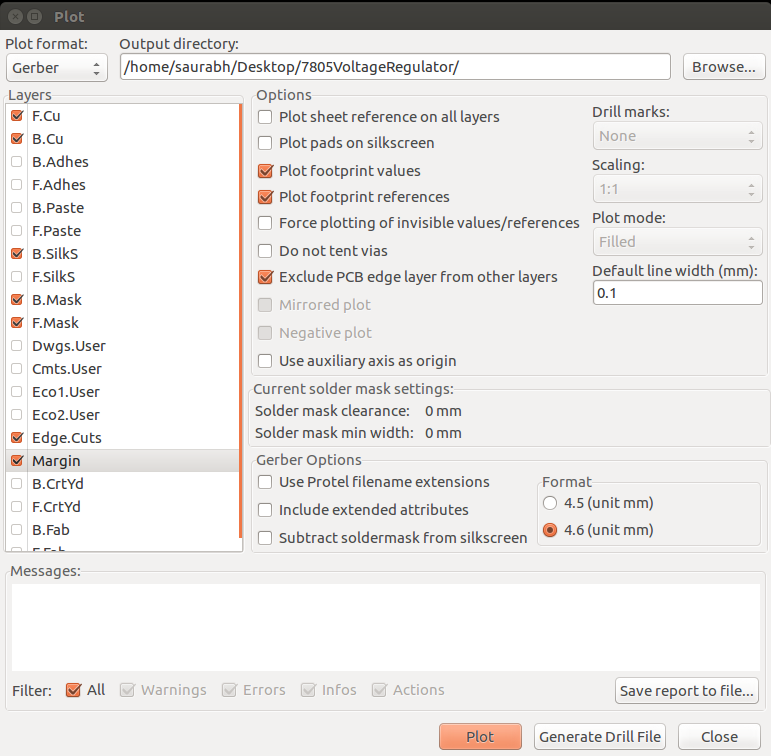 Plot
Plot format:
Gerber
Output directory:
/home/saurabh/Desktop/7805VoltageRegulator/
Browse...
Layers
F.Cu
B.Cu
B.Adhes
F.Adhes
B.Paste
F.Paste
B.SilkS
F.SilkS
B.Mask
F.Mask
Dwgs.User
Cmts.User
Eco1.User
Eco2.User
Edge.Cuts
Margin
B.CrtYd
F.CrtYd
B.Fab
F.Fab
Options
Plot sheet reference on all layers
Plot pads on silkscreen
Plot footprint values
Plot footprint references
Force plotting of invisible values/references
Do not tent vias
Exclude PCB edge layer from other layers
Mirrored plot
Negative plot
Use auxiliary axis as origin
Drill marks:
None
Scaling:
1:1
Plot mode:
Filled
Default line width (mm):
0.1
Current solder mask settings:
Solder mask clearance: 0 mm
Solder mask min width: 0 mm
Gerber Options
Use Protel filename extensions
Include extended attributes
Subtract soldermask from silkscreen
Format
4.5 (unit mm)
4.6 (unit mm)
Messages:
Filter: All Warnings Errors Infos Actions
Save report to file...
Plot
Generate Drill File
Close